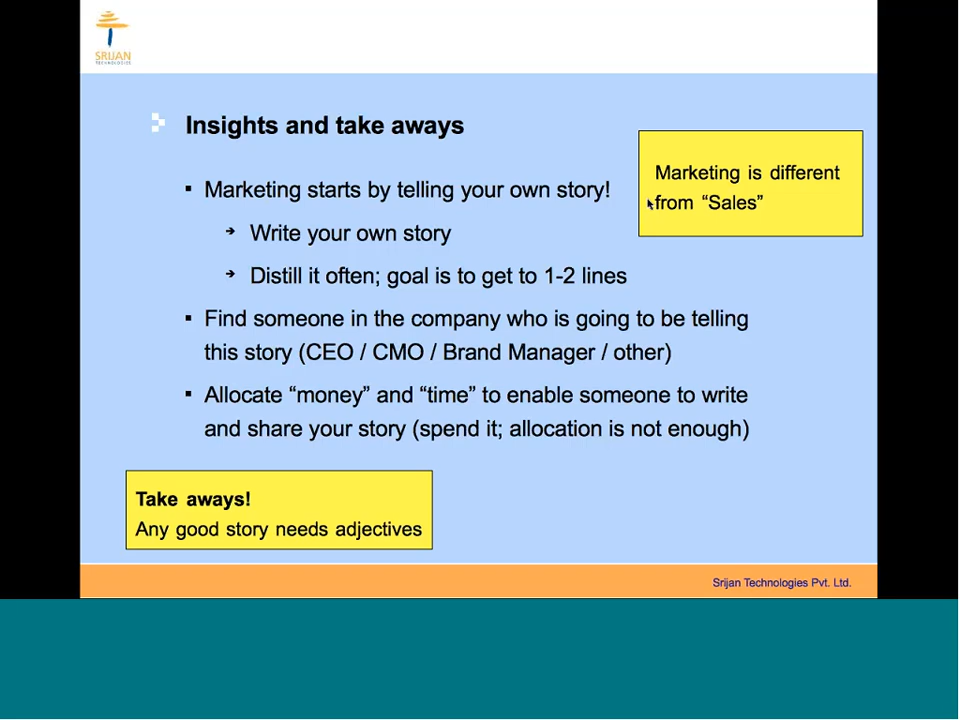 SRIJAN
TECHNOLOGIES
Insights and take aways
Marketing is different
from “Sales”
Marketing starts by telling your own story!
Write your own story
Distill it often; goal is to get to 1-2 lines
Find someone in the company who is going to be telling
this story (CEO / CMO / Brand Manager / other)
Allocate “money” and “time” to enable someone to write
and share your story (spend it; allocation is not enough)
Take aways!
Any good story needs adjectives
Srijan Technologies Pvt. Ltd.